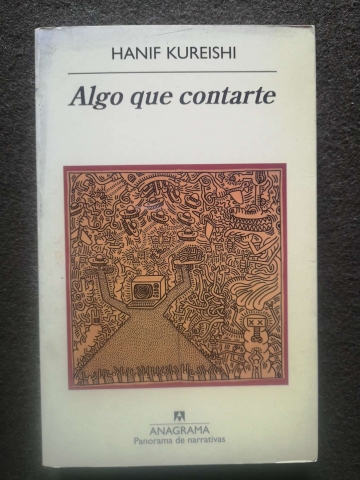 HANIF KUREISHI
Algo que contarte
ANAGRAMA
Panorama de narrativas